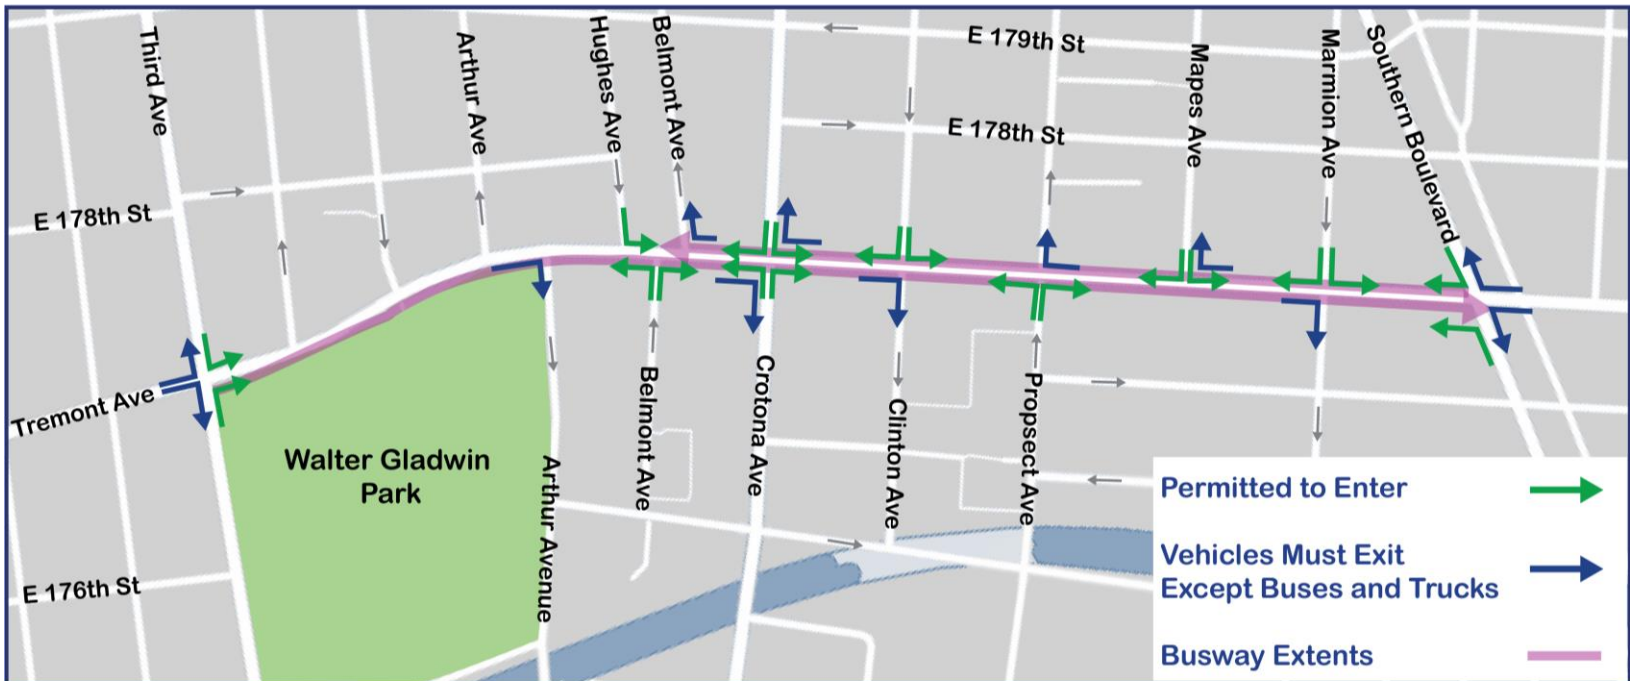 Third Ave
Arthur Ave
Hughes Ave
Belmont Ave
E 179th St
E 178th St
Mapes Ave
Marmion Ave
Southern Boulevard
E 178th St
Tremont Ave
Walter Gladwin
Park
Arthur Avenue
Belmont Ave
Crotona Ave
Clinton Ave
Propsect Ave
E 176th St
Permitted to Enter
Vehicles Must Exit
Except Buses and Trucks
Busway Extents